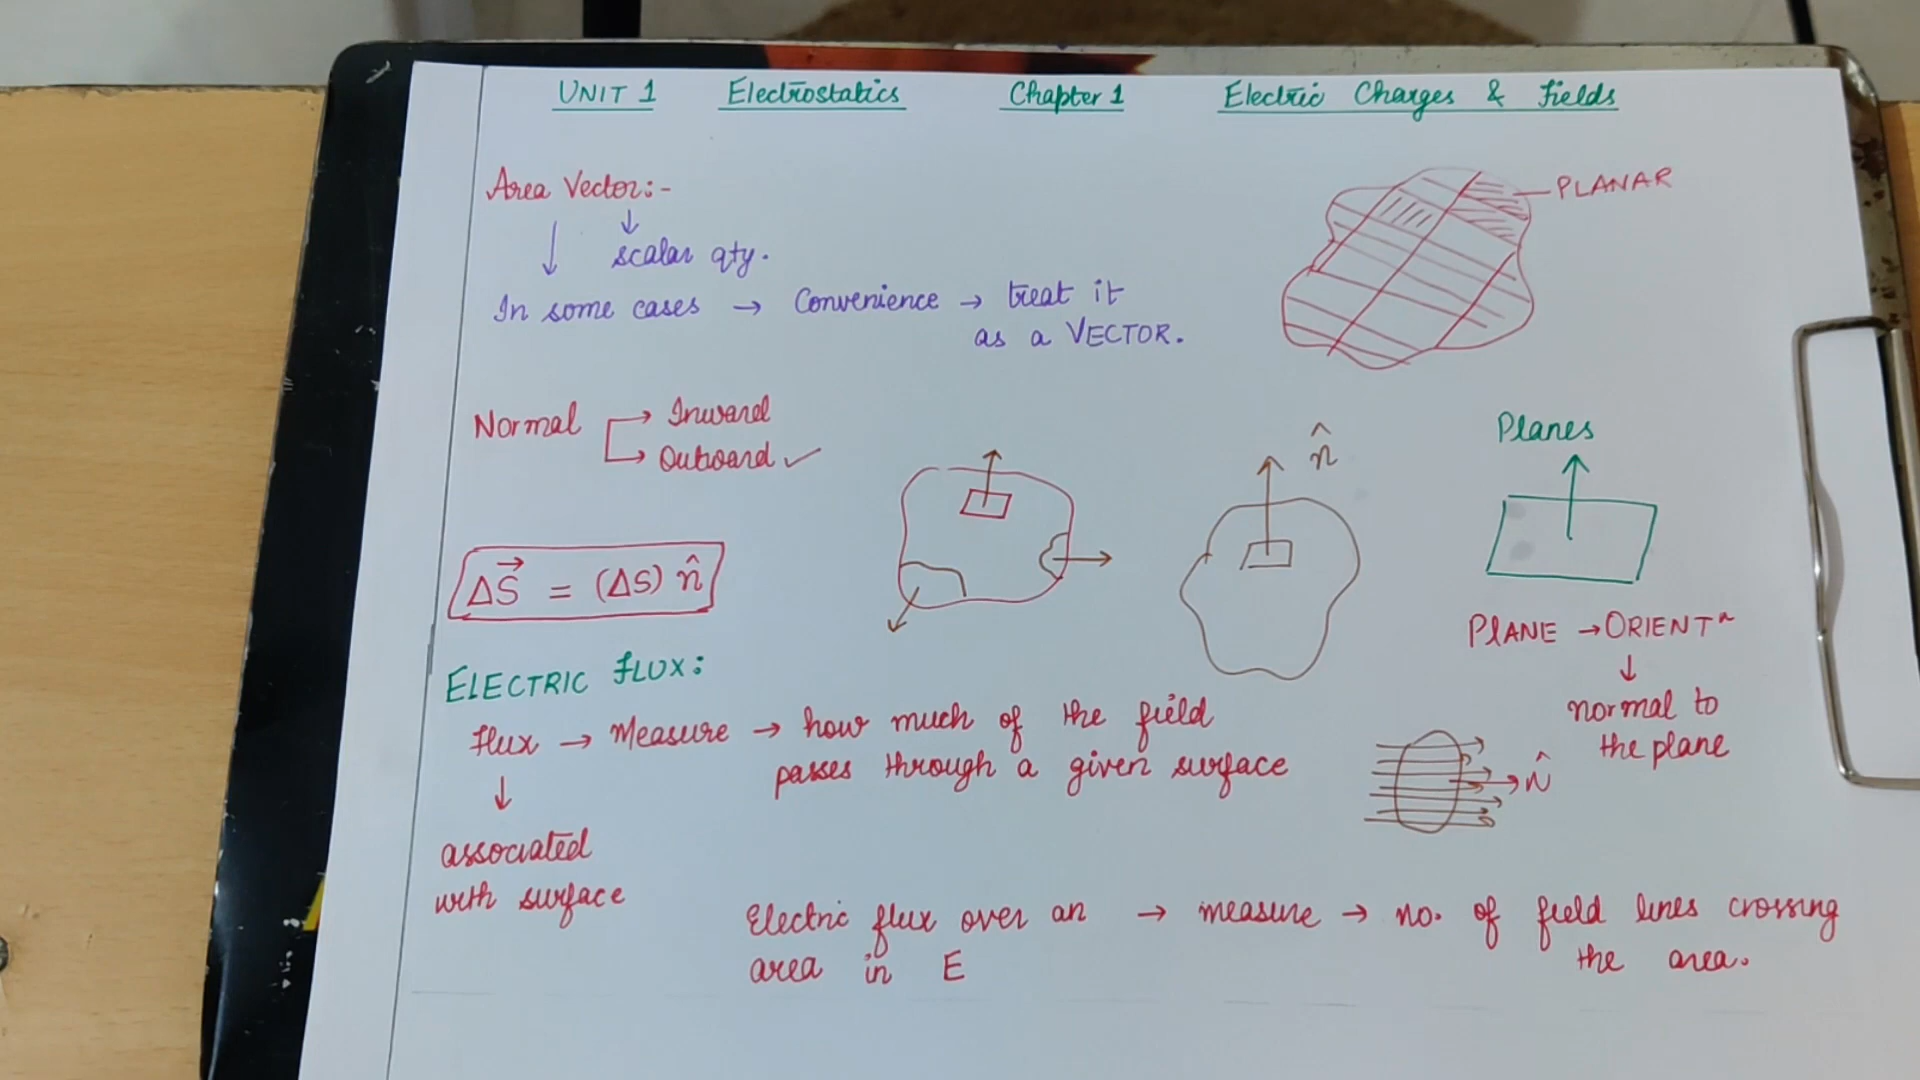 UNIT 1 Electrostatics Chapter 1 Electric Charges & Fields
Area Vector:-
↓ ↓
scalar qty.
In some cases → Convenience → treat it
as a VECTOR.
PLANAR
Normal → Inward
→ Outward ✓
n̂
Planes
ΔS⃗ = (ΔS) n̂
PLANE → ORIENTⁿ
↓
normal to
the plane
ELECTRIC FLUX:
flux → Measure → how much of the field
passes through a given surface
n̂
↓
associated
with surface
Electric flux over an → measure → no. of field lines crossing
area in E the area.